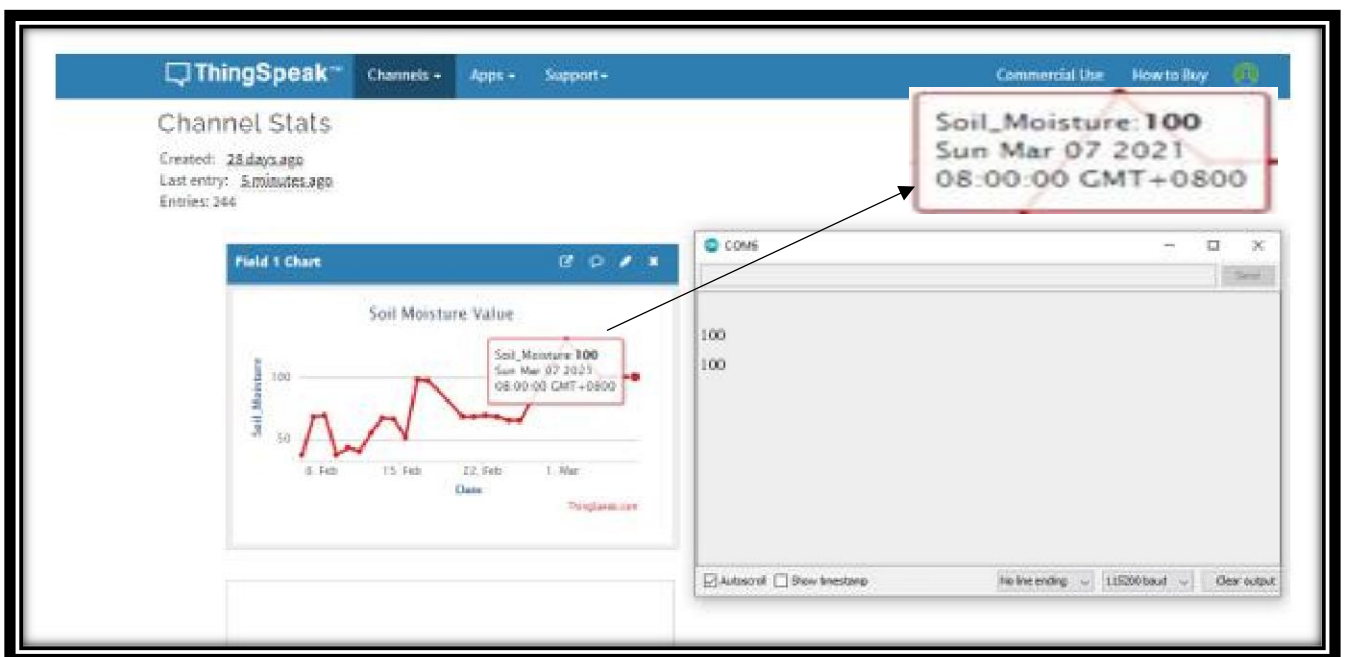 ThingSpeak™ Channels Apps Support Commercial Use How to Buy
Channel Stats
Created: 28 days ago
Last entry: 5 minutes ago
Entries: 244
Soil_Moisture: 100
Sun Mar 07 2021
08:00:00 GMT+0800
Field 1 Chart
Soil Moisture Value
Soil_Moisture
100
50
Soil_Moisture: 100
Sun Mar 07 2021
08:00:00 GMT+0800
8. Feb 15. Feb 22. Feb 1. Mar
ThingSpeak.com
COM6
Send
100
100
Autoscroll Show timestamp No line ending 115200 baud Clear output